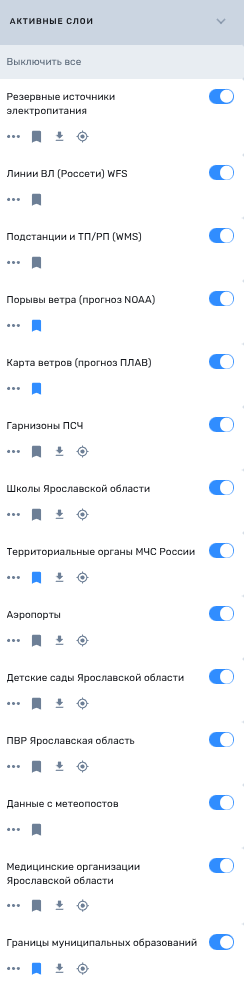 АКТИВНЫЕ СЛОИ
Выключить все
Резервные источники
электропитания
Линии ВЛ (Россети) WFS
Подстанции и ТП/РП (WMS)
Порывы ветра (прогноз NOAA)
Карта ветров (прогноз ПЛАВ)
Гарнизоны ПСЧ
Школы Ярославской области
Территориальные органы МЧС России
Аэропорты
Детские сады Ярославской области
ПВР Ярославская область
Данные с метеопостов
Медицинские организации
Ярославской области
Границы муниципальных образований